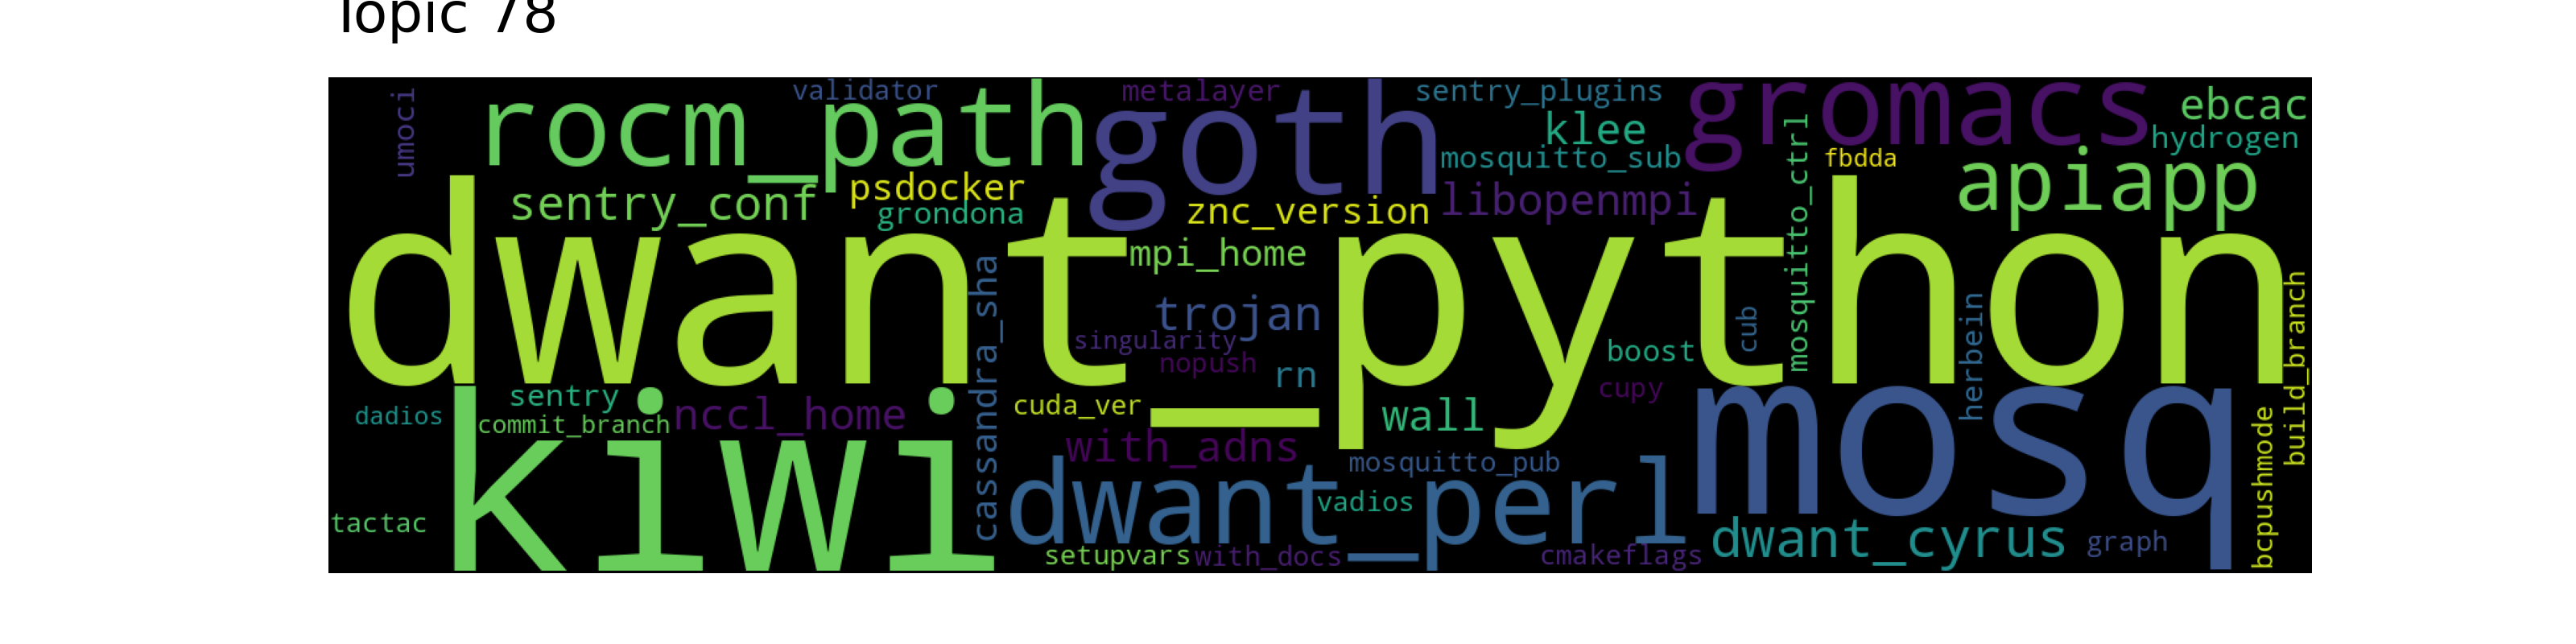 Topic 78
umoci
validator
metalayer
sentry_plugins
gromacs
ebcac
rocm_path
goth
klee
hydrogen
mosquitto_sub
mosquitto_ctrl
fbdda
apiapp
sentry_conf
psdocker
grondona
znc_version
libopenmpi
dwant_python
mpi_home
cassandra_sha
trojan
singularity
nopush
rn
boost
cub
cupy
herbein
build_branch
dadios
sentry
commit_branch
nccl_home
cuda_ver
wall
mosq
kiwi
with_adns
mosquitto_pub
bcpushmode
tactac
dwant_perl
vadios
dwant_cyrus
graph
setupvars
with_docs
cmakeflags